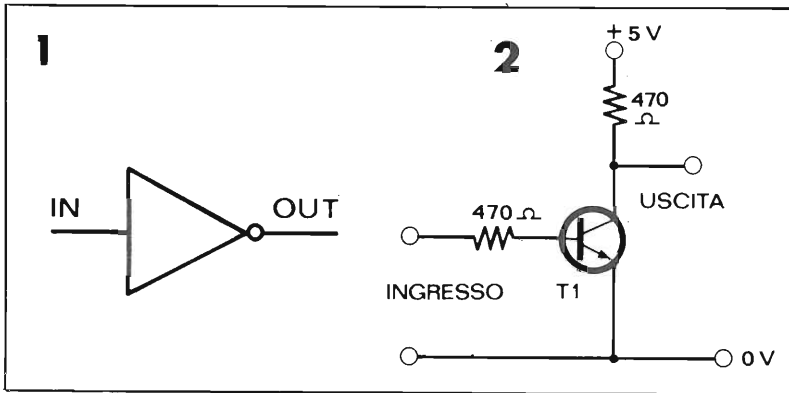 1
IN
OUT
2
+ 5 V
470
Ω
USCITA
470 Ω
INGRESSO
T1
0 V